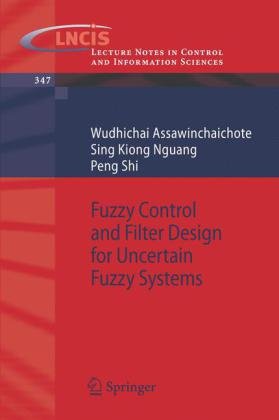 LNCIS
LECTURE NOTES IN CONTROL
AND INFORMATION SCIENCES
347
Wudhichai Assawinchaichote
Sing Kiong Nguang
Peng Shi
Fuzzy Control
and Filter Design
for Uncertain
Fuzzy Systems
Springer